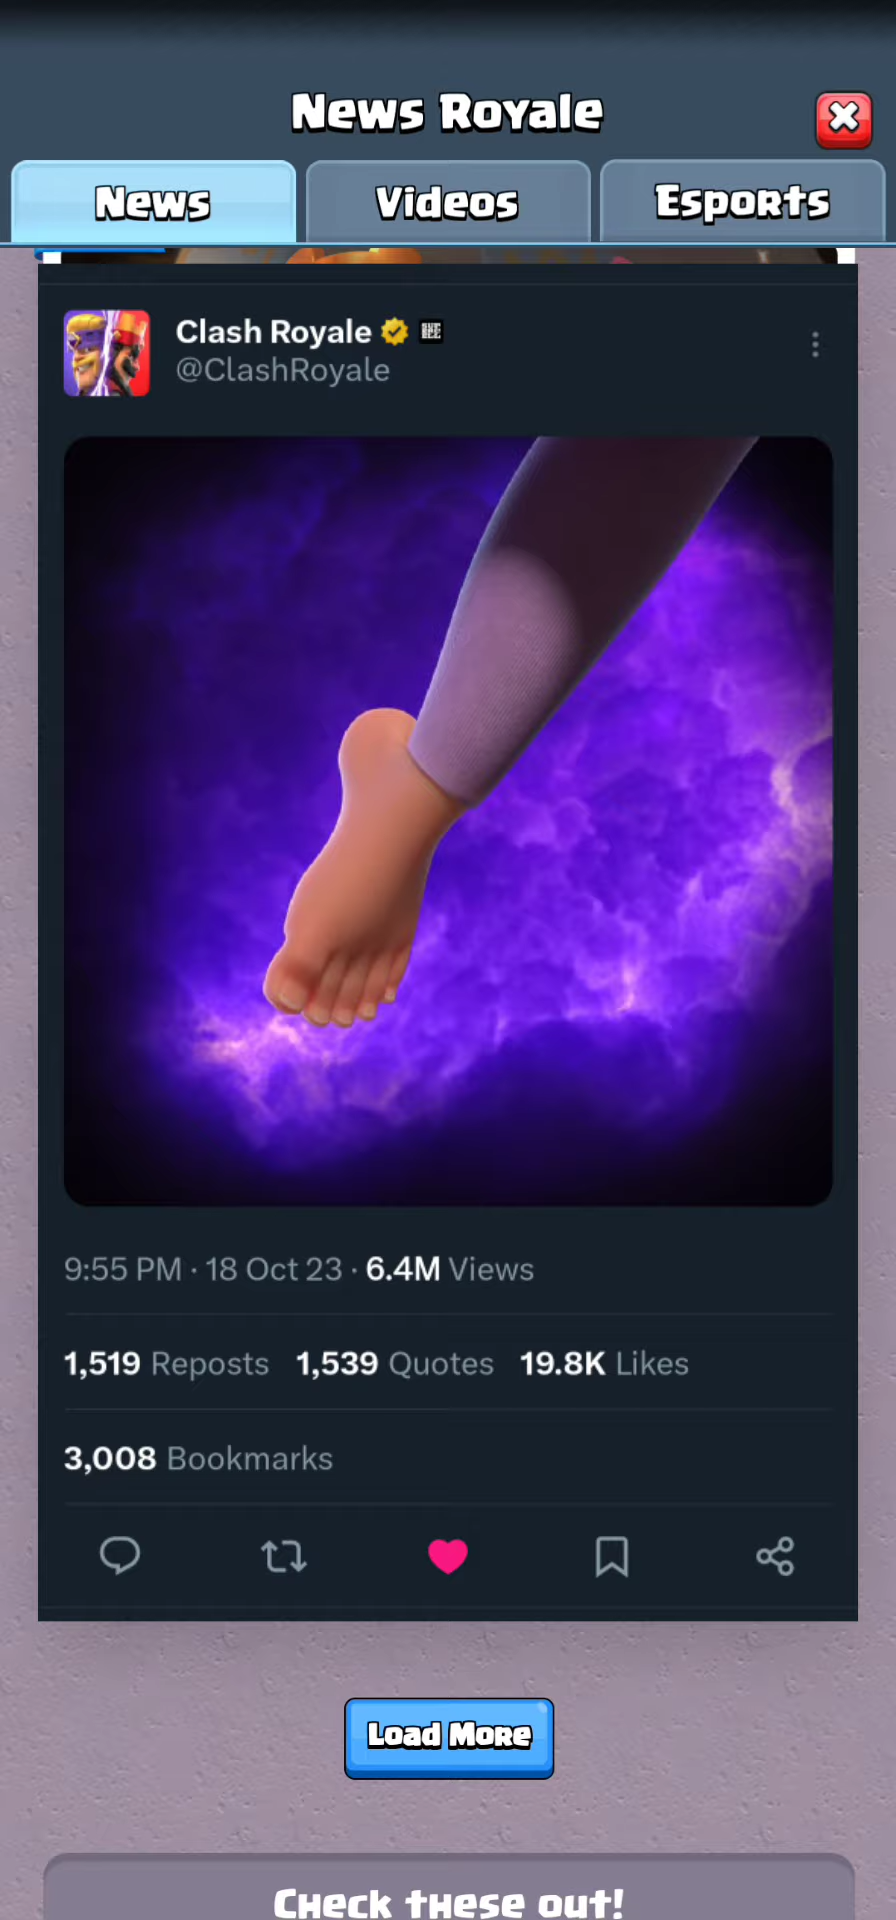 News Royale
News Videos Esports
Clash Royale
@ClashRoyale
9:55 PM · 18 Oct 23 · 6.4M Views
1,519 Reposts 1,539 Quotes 19.8K Likes
3,008 Bookmarks
Load More
Check these out!